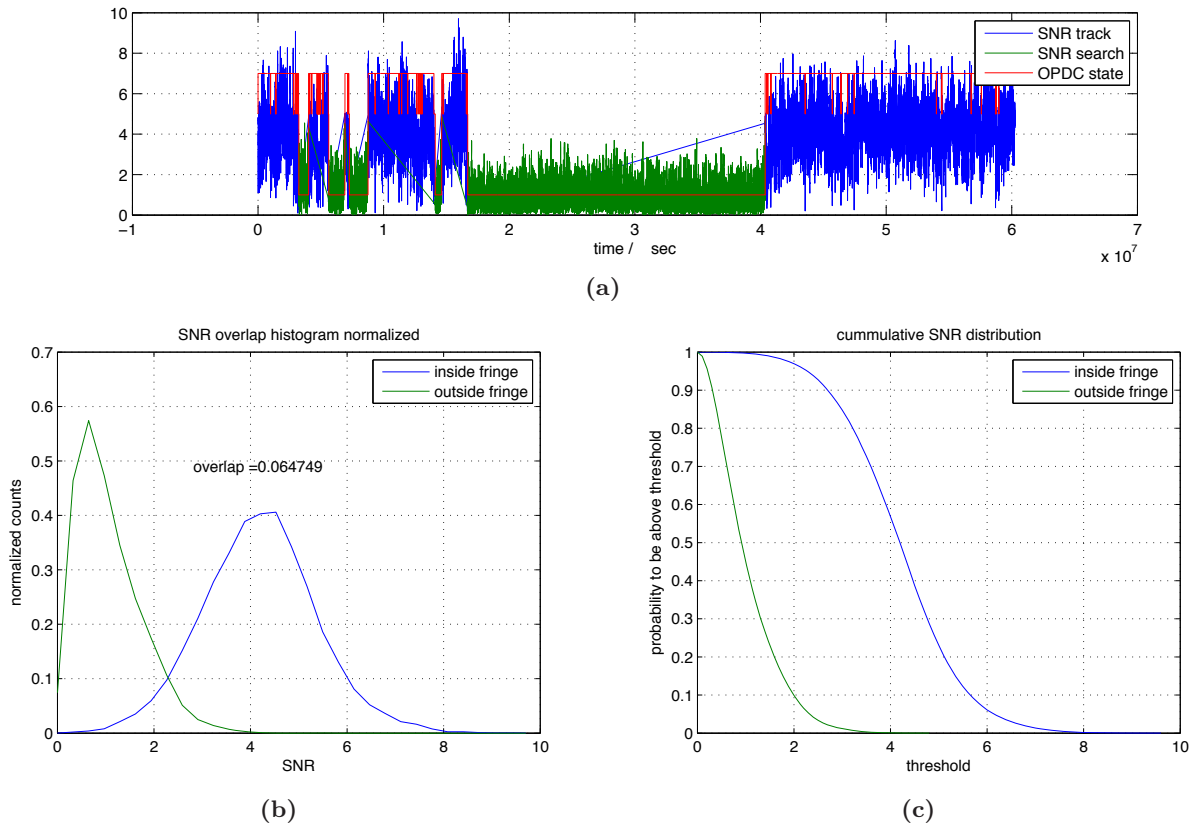 10
8
6
4
2
0
−1 0 1 2 3 4 5 6 7
x 10^7
time / sec
SNR track
SNR search
OPDC state
(a)
SNR overlap histogram normalized
0.7
0.6
0.5
0.4
0.3
0.2
0.1
0
normalized counts
inside fringe
outside fringe
overlap =0.064749
0 2 4 6 8 10
SNR
(b)
cummulative SNR distribution
1
0.9
0.8
0.7
0.6
0.5
0.4
0.3
0.2
0.1
0
probability to be above threshold
inside fringe
outside fringe
0 2 4 6 8 10
threshold
(c)